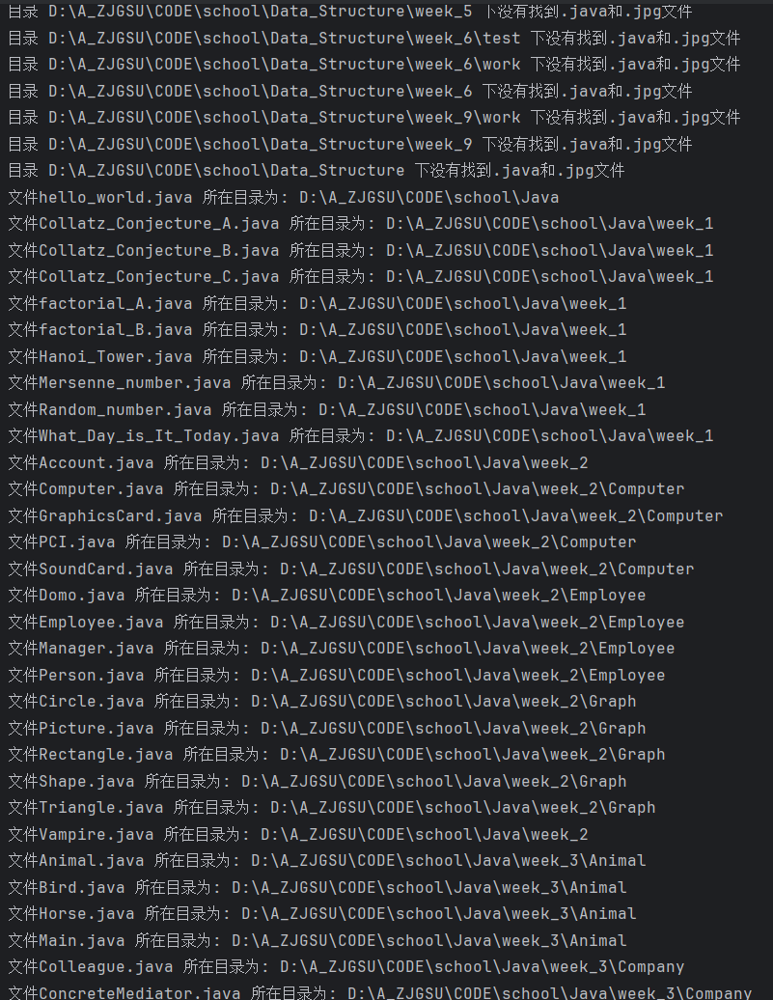 目录 D:\A_ZJGSU\CODE\school\Data_Structure\week_5 下没有找到.java和.jpg文件
目录 D:\A_ZJGSU\CODE\school\Data_Structure\week_6\test 下没有找到.java和.jpg文件
目录 D:\A_ZJGSU\CODE\school\Data_Structure\week_6\work 下没有找到.java和.jpg文件
目录 D:\A_ZJGSU\CODE\school\Data_Structure\week_6 下没有找到.java和.jpg文件
目录 D:\A_ZJGSU\CODE\school\Data_Structure\week_9\work 下没有找到.java和.jpg文件
目录 D:\A_ZJGSU\CODE\school\Data_Structure\week_9 下没有找到.java和.jpg文件
目录 D:\A_ZJGSU\CODE\school\Data_Structure 下没有找到.java和.jpg文件
文件hello_world.java 所在目录为: D:\A_ZJGSU\CODE\school\Java
文件Collatz_Conjecture_A.java 所在目录为: D:\A_ZJGSU\CODE\school\Java\week_1
文件Collatz_Conjecture_B.java 所在目录为: D:\A_ZJGSU\CODE\school\Java\week_1
文件Collatz_Conjecture_C.java 所在目录为: D:\A_ZJGSU\CODE\school\Java\week_1
文件factorial_A.java 所在目录为: D:\A_ZJGSU\CODE\school\Java\week_1
文件factorial_B.java 所在目录为: D:\A_ZJGSU\CODE\school\Java\week_1
文件Hanoi_Tower.java 所在目录为: D:\A_ZJGSU\CODE\school\Java\week_1
文件Mersenne_number.java 所在目录为: D:\A_ZJGSU\CODE\school\Java\week_1
文件Random_number.java 所在目录为: D:\A_ZJGSU\CODE\school\Java\week_1
文件What_Day_is_It_Today.java 所在目录为: D:\A_ZJGSU\CODE\school\Java\week_1
文件Account.java 所在目录为: D:\A_ZJGSU\CODE\school\Java\week_2
文件Computer.java 所在目录为: D:\A_ZJGSU\CODE\school\Java\week_2\Computer
文件GraphicsCard.java 所在目录为: D:\A_ZJGSU\CODE\school\Java\week_2\Computer
文件PCI.java 所在目录为: D:\A_ZJGSU\CODE\school\Java\week_2\Computer
文件SoundCard.java 所在目录为: D:\A_ZJGSU\CODE\school\Java\week_2\Computer
文件Domo.java 所在目录为: D:\A_ZJGSU\CODE\school\Java\week_2\Employee
文件Employee.java 所在目录为: D:\A_ZJGSU\CODE\school\Java\week_2\Employee
文件Manager.java 所在目录为: D:\A_ZJGSU\CODE\school\Java\week_2\Employee
文件Person.java 所在目录为: D:\A_ZJGSU\CODE\school\Java\week_2\Employee
文件Circle.java 所在目录为: D:\A_ZJGSU\CODE\school\Java\week_2\Graph
文件Picture.java 所在目录为: D:\A_ZJGSU\CODE\school\Java\week_2\Graph
文件Rectangle.java 所在目录为: D:\A_ZJGSU\CODE\school\Java\week_2\Graph
文件Shape.java 所在目录为: D:\A_ZJGSU\CODE\school\Java\week_2\Graph
文件Triangle.java 所在目录为: D:\A_ZJGSU\CODE\school\Java\week_2\Graph
文件Vampire.java 所在目录为: D:\A_ZJGSU\CODE\school\Java\week_2
文件Animal.java 所在目录为: D:\A_ZJGSU\CODE\school\Java\week_3\Animal
文件Bird.java 所在目录为: D:\A_ZJGSU\CODE\school\Java\week_3\Animal
文件Horse.java 所在目录为: D:\A_ZJGSU\CODE\school\Java\week_3\Animal
文件Main.java 所在目录为: D:\A_ZJGSU\CODE\school\Java\week_3\Animal
文件Colleague.java 所在目录为: D:\A_ZJGSU\CODE\school\Java\week_3\Company
文件ConcreteMediator.java 所在目录为: D:\A_ZJGSU\CODE\school\Java\week_3\Company